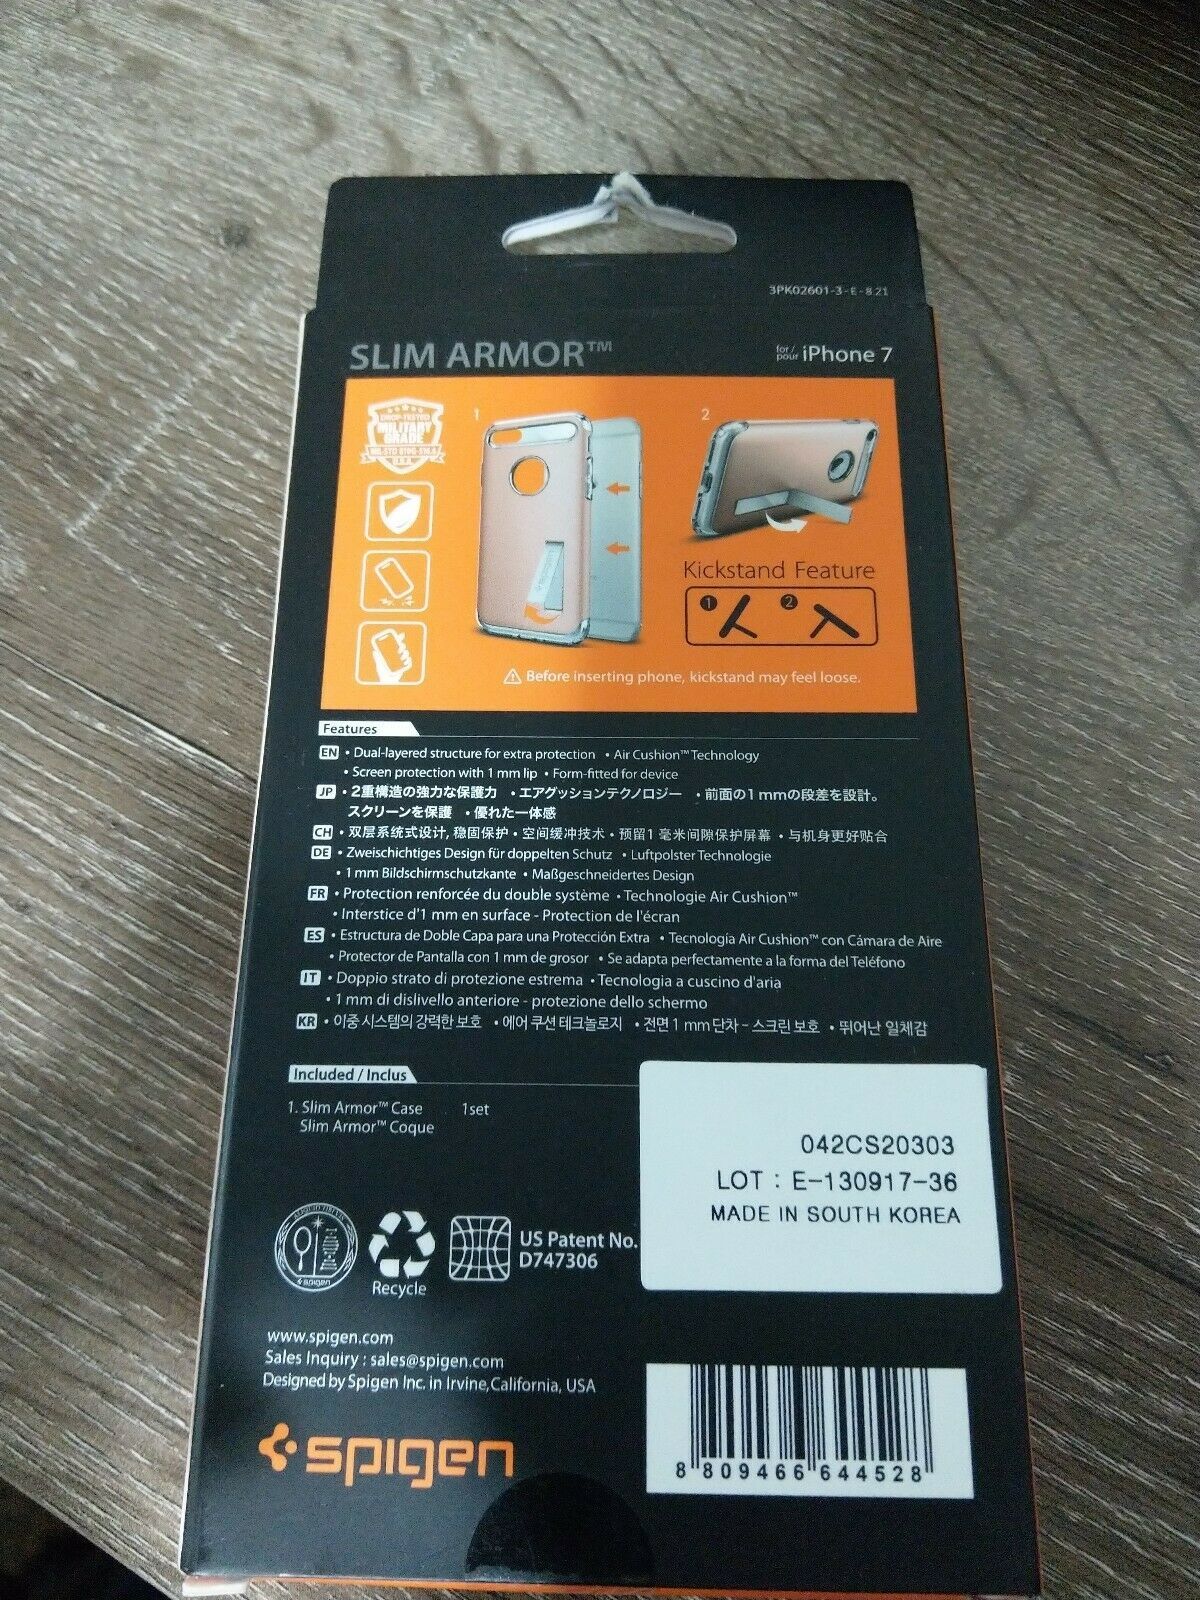 3PK02601-3-E-8.21
SLIM ARMOR™
for / pour iPhone 7
DROP-TESTED
MILITARY
GRADE
MIL-STD 810G-516.6
U.S.A.
1
2
Kickstand Feature
1 2
Before inserting phone, kickstand may feel loose.
Features
EN • Dual-layered structure for extra protection • Air Cushion™ Technology
• Screen protection with 1 mm lip • Form-fitted for device
JP • 2重構造の強力な保護力 • エアグッションテクノロジー • 前面の1 mmの段差を設計。
スクリーンを保護 • 優れた一体感
CH • 双层系统式设计, 稳固保护 • 空间缓冲技术 • 预留1 毫米间隙保护屏幕 • 与机身更好贴合
DE • Zweischichtiges Design für doppelten Schutz • Luftpolster Technologie
• 1 mm Bildschirmschutzkante • Maßgeschneidertes Design
FR • Protection renforcée du double système • Technologie Air Cushion™
• Interstice d'1 mm en surface - Protection de l'écran
ES • Estructura de Doble Capa para una Protección Extra • Tecnología Air Cushion™ con Cámara de Aire
• Protector de Pantalla con 1 mm de grosor • Se adapta perfectamente a la forma del Teléfono
IT • Doppio strato di protezione estrema • Tecnologia a cuscino d'aria
• 1 mm di dislivello anteriore - protezione dello schermo
KR • 이중 시스템의 강력한 보호 • 에어 쿠션 테크놀로지 • 전면 1 mm 단차 - 스크린 보호 • 뛰어난 일체감
Included / Inclus
1. Slim Armor™ Case 1set
Slim Armor™ Coque
042CS20303
LOT : E-130917-36
MADE IN SOUTH KOREA
spigen
Recycle
US Patent No.
D747306
www.spigen.com
Sales Inquiry : sales@spigen.com
Designed by Spigen Inc. in Irvine, California, USA
spigen
8 809466 644528